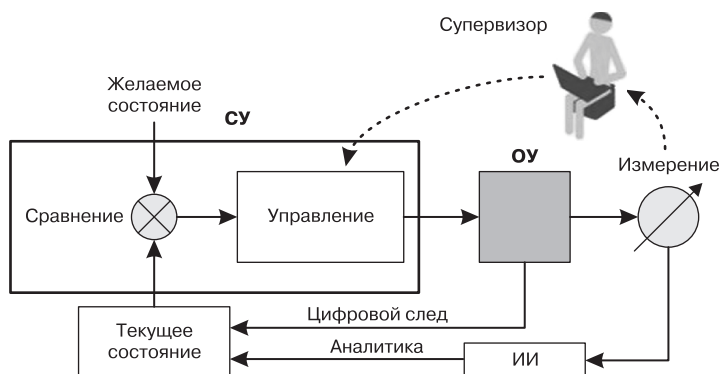 Супервизор
Желаемое
состояние
СУ
ОУ
Измерение
Сравнение
Управление
Цифровой след
Текущее
состояние
Аналитика
ИИ